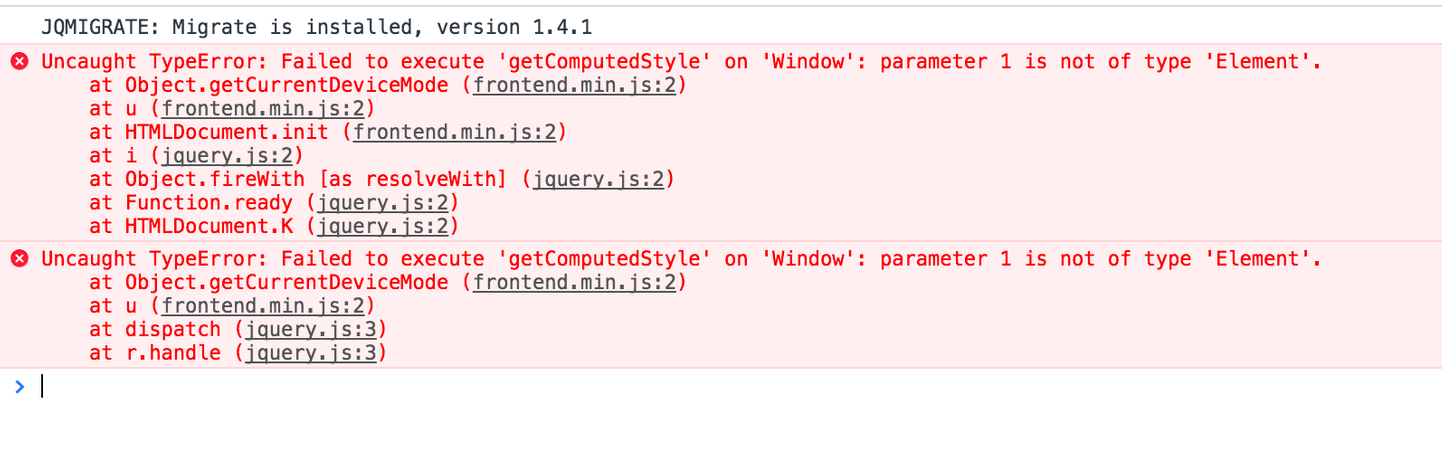 JQMIGRATE: Migrate is installed, version 1.4.1
Uncaught TypeError: Failed to execute 'getComputedStyle' on 'Window': parameter 1 is not of type 'Element'.
at Object.getCurrentDeviceMode (frontend.min.js:2)
at u (frontend.min.js:2)
at HTMLDocument.init (frontend.min.js:2)
at i (jquery.js:2)
at Object.fireWith [as resolveWith] (jquery.js:2)
at Function.ready (jquery.js:2)
at HTMLDocument.K (jquery.js:2)
Uncaught TypeError: Failed to execute 'getComputedStyle' on 'Window': parameter 1 is not of type 'Element'.
at Object.getCurrentDeviceMode (frontend.min.js:2)
at u (frontend.min.js:2)
at dispatch (jquery.js:3)
at r.handle (jquery.js:3)